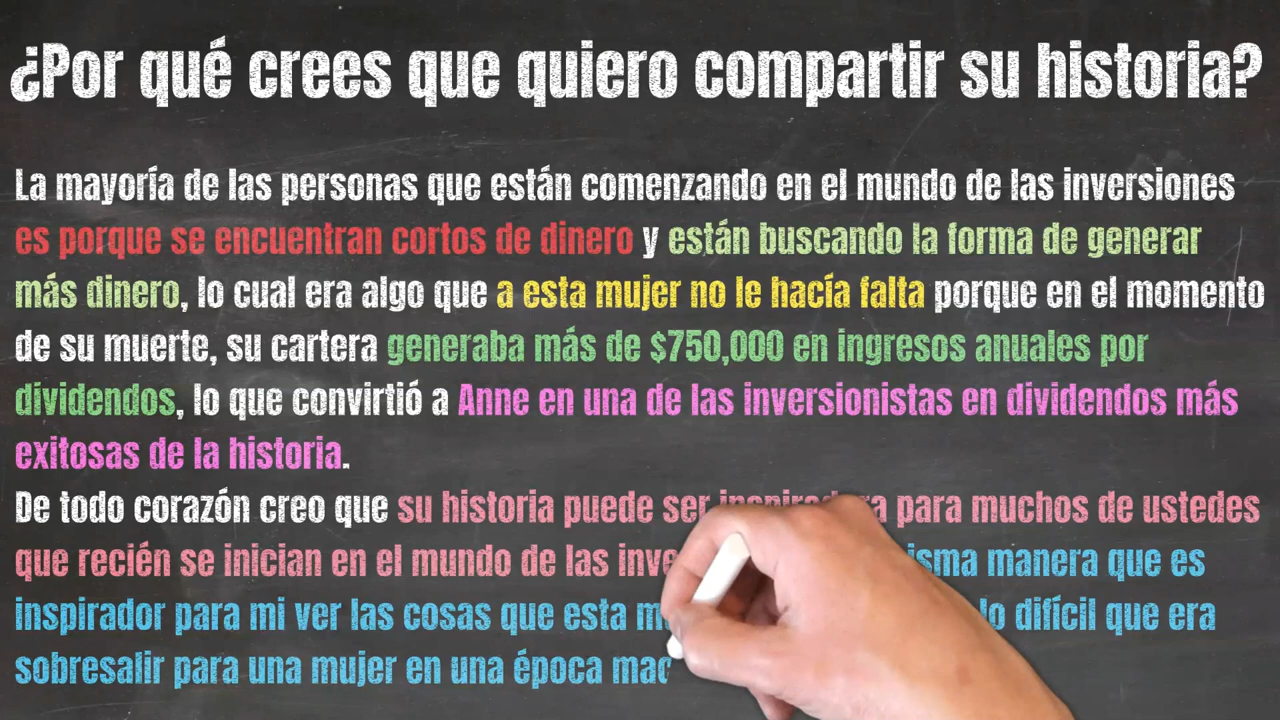 ¿Por qué crees que quiero compartir su historia?
La mayoría de las personas que están comenzando en el mundo de las inversiones
es porque se encuentran cortos de dinero y están buscando la forma de generar
más dinero, lo cual era algo que a esta mujer no le hacía falta porque en el momento
de su muerte, su cartera generaba más de $750,000 en ingresos anuales por
dividendos, lo que convirtió a Anne en una de las inversionistas en dividendos más
exitosas de la historia.
De todo corazón creo que su historia puede ser para muchos de ustedes
que recién se inician en el mundo de las manera que es
inspirador para mi ver las cosas que esta lo difícil que era
sobresalir para una mujer en una época